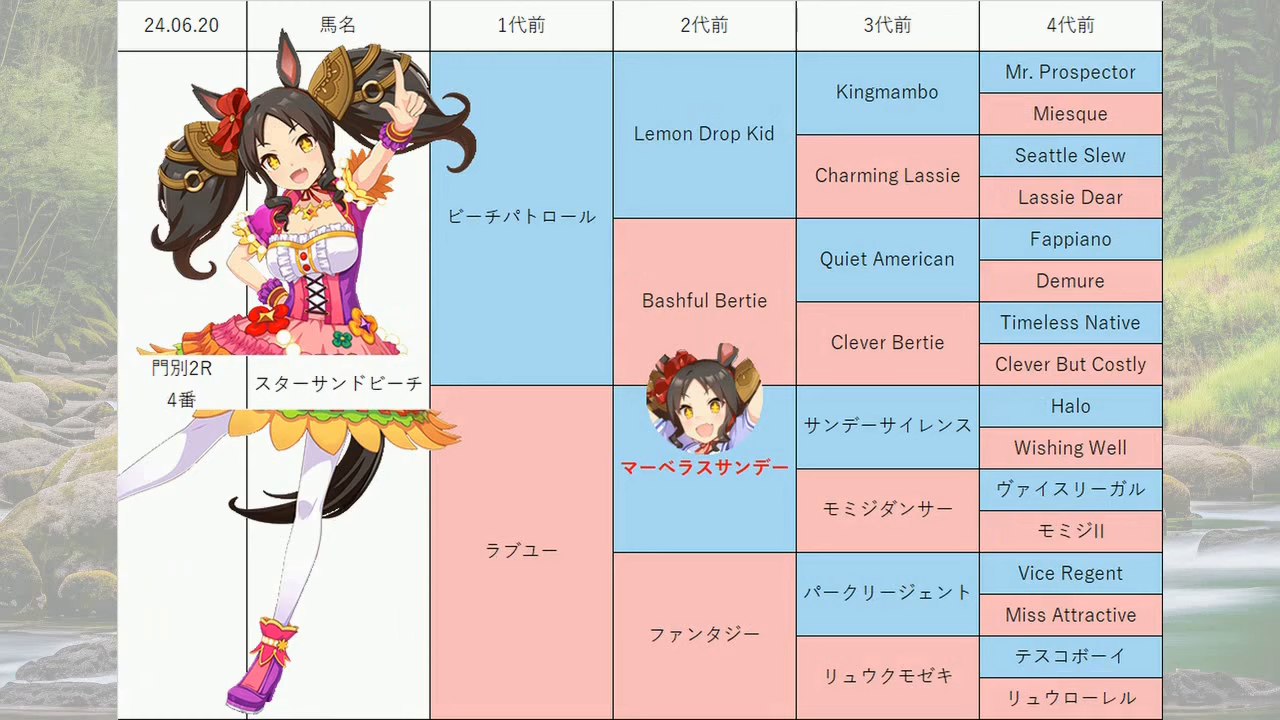 24.06.20
馬名
1代前
2代前
3代前
4代前
門別2R
4番
スターサンドビーチ
ビーチパトロール
ラブユー
Lemon Drop Kid
Bashful Bertie
マーベラスサンデー
ファンタジー
Kingmambo
Charming Lassie
Quiet American
Clever Bertie
サンデーサイレンス
モミジダンサー
パークリージェント
リュウクモゼキ
Mr. Prospector
Miesque
Seattle Slew
Lassie Dear
Fappiano
Demure
Timeless Native
Clever But Costly
Halo
Wishing Well
ヴァイスリーガル
モミジII
Vice Regent
Miss Attractive
テスコボーイ
リュウローレル